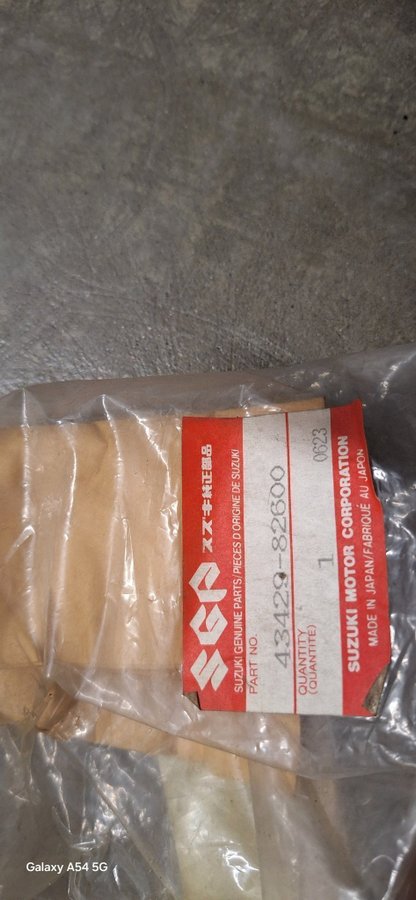 SGP スズキ純正部品
SUZUKI GENUINE PARTS/PIECES D'ORIGINE DE SUZUKI
PART NO.
43429-82600
QUANTITY
(QUANTITÉ)
1
0623
SUZUKI MOTOR CORPORATION
MADE IN JAPAN/FABRIQUÉ AU JAPON
Galaxy A54 5G